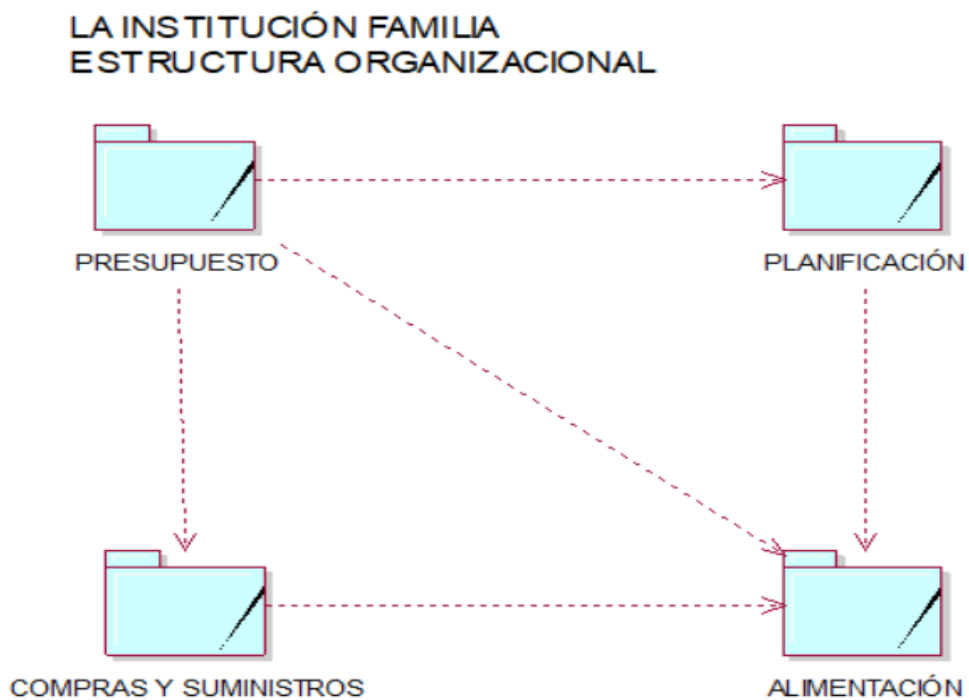 LA INSTITUCIÓN FAMILIA
ESTRUCTURA ORGANIZACIONAL
PRESUPUESTO
PLANIFICACIÓN
COMPRAS Y SUMINISTROS
ALIMENTACIÓN